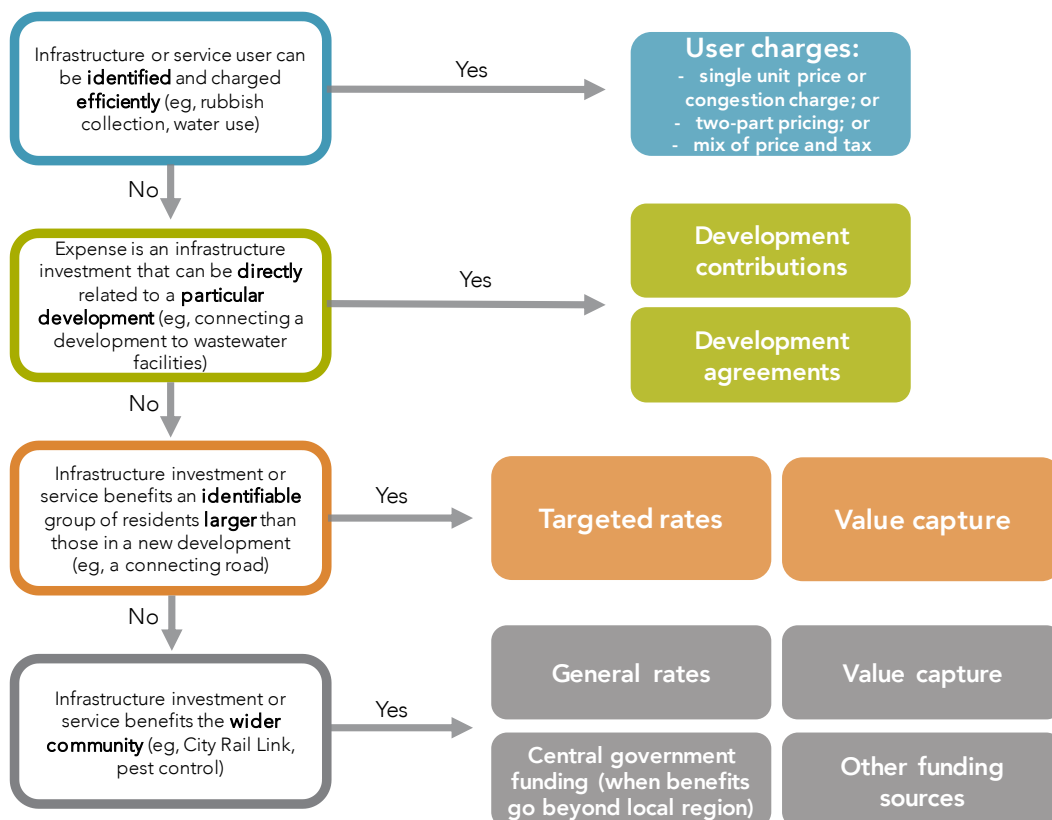 Infrastructure or service user can
be identified and charged
efficiently (eg, rubbish
collection, water use)
Yes
User charges:
- single unit price or
congestion charge; or
- two-part pricing; or
- mix of price and tax
No
Expense is an infrastructure
investment that can be directly
related to a particular
development (eg, connecting a
development to wastewater
facilities)
Yes
Development
contributions
Development
agreements
No
Infrastructure investment or
service benefits an identifiable
group of residents larger than
those in a new development
(eg, a connecting road)
Yes
Targeted rates
Value capture
No
Infrastructure investment or
service benefits the wider
community (eg, City Rail Link,
pest control)
Yes
General rates
Value capture
Central government
funding (when benefits
go beyond local region)
Other funding
sources